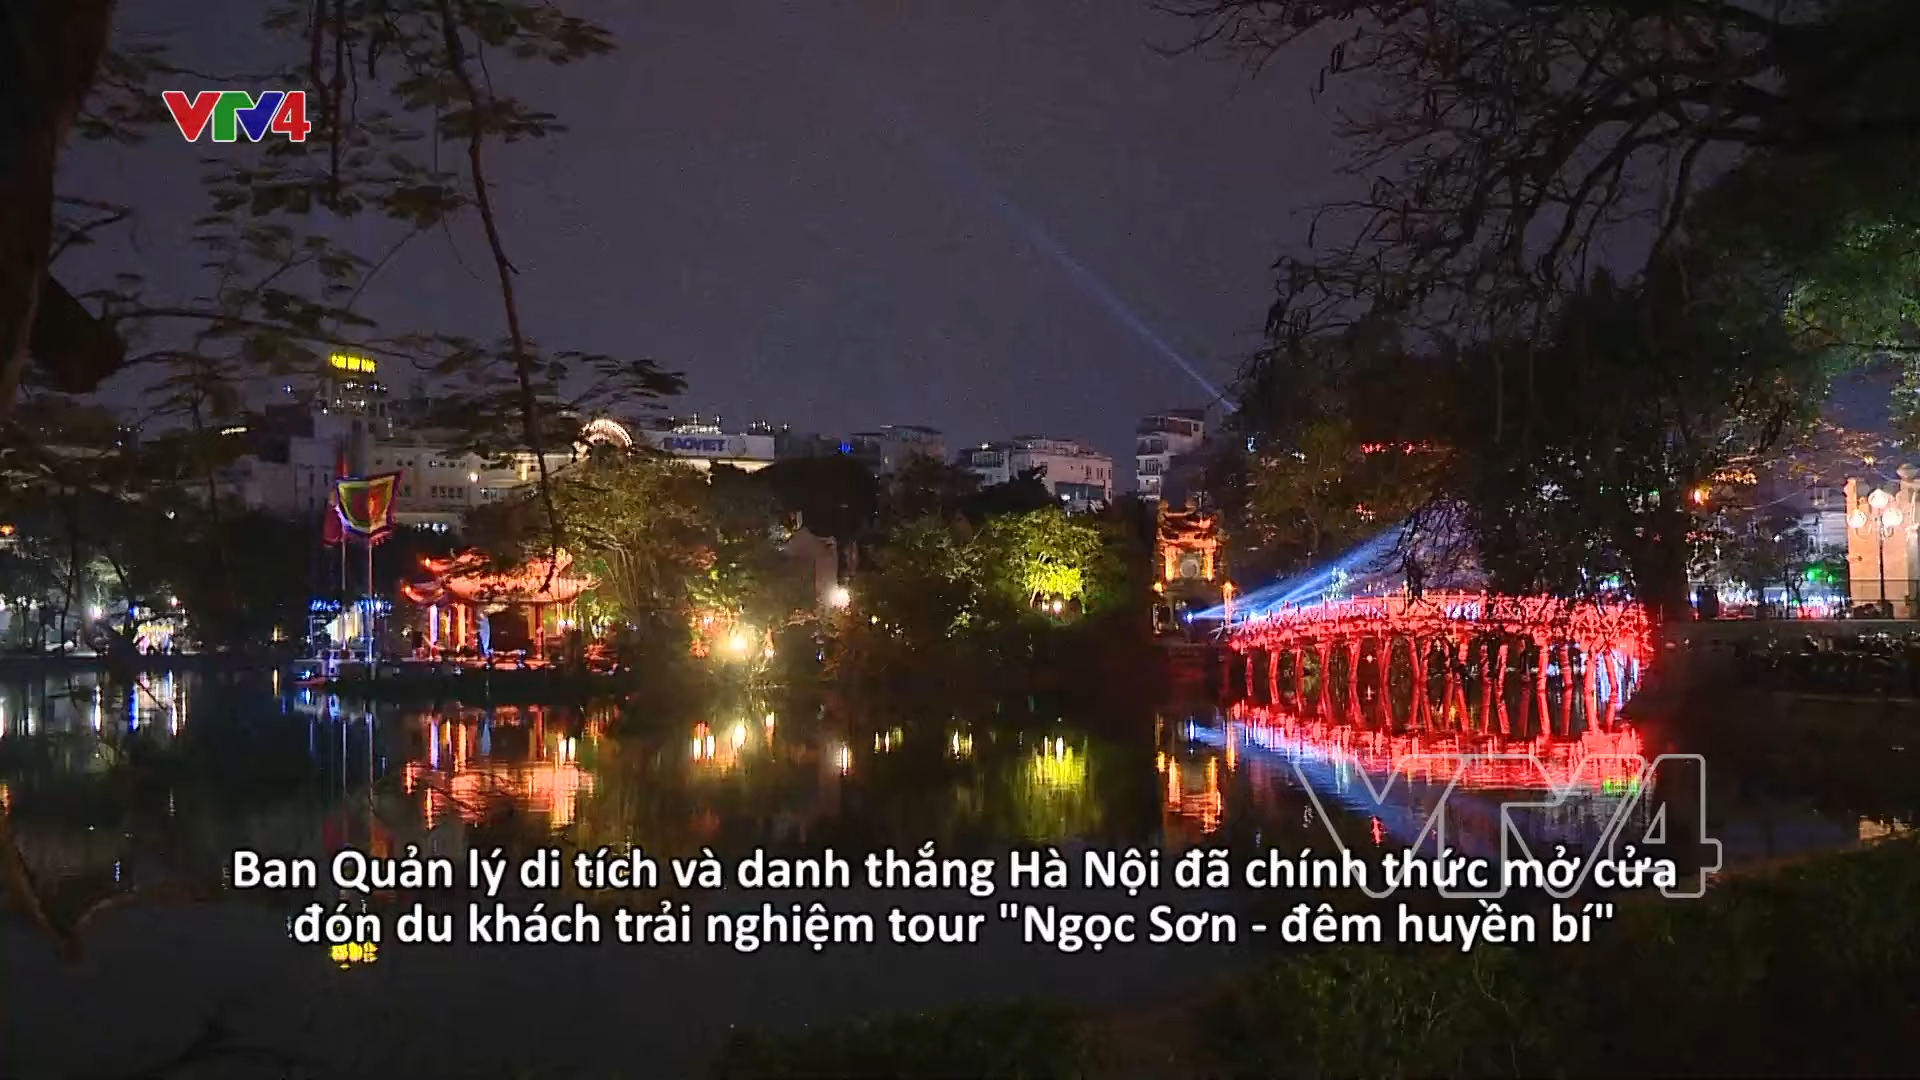 VTV4
BAOVIET
VTV4
Ban Quản lý di tích và danh thắng Hà Nội đã chính thức mở cửa
đón du khách trải nghiệm tour "Ngọc Sơn - đêm huyền bí"